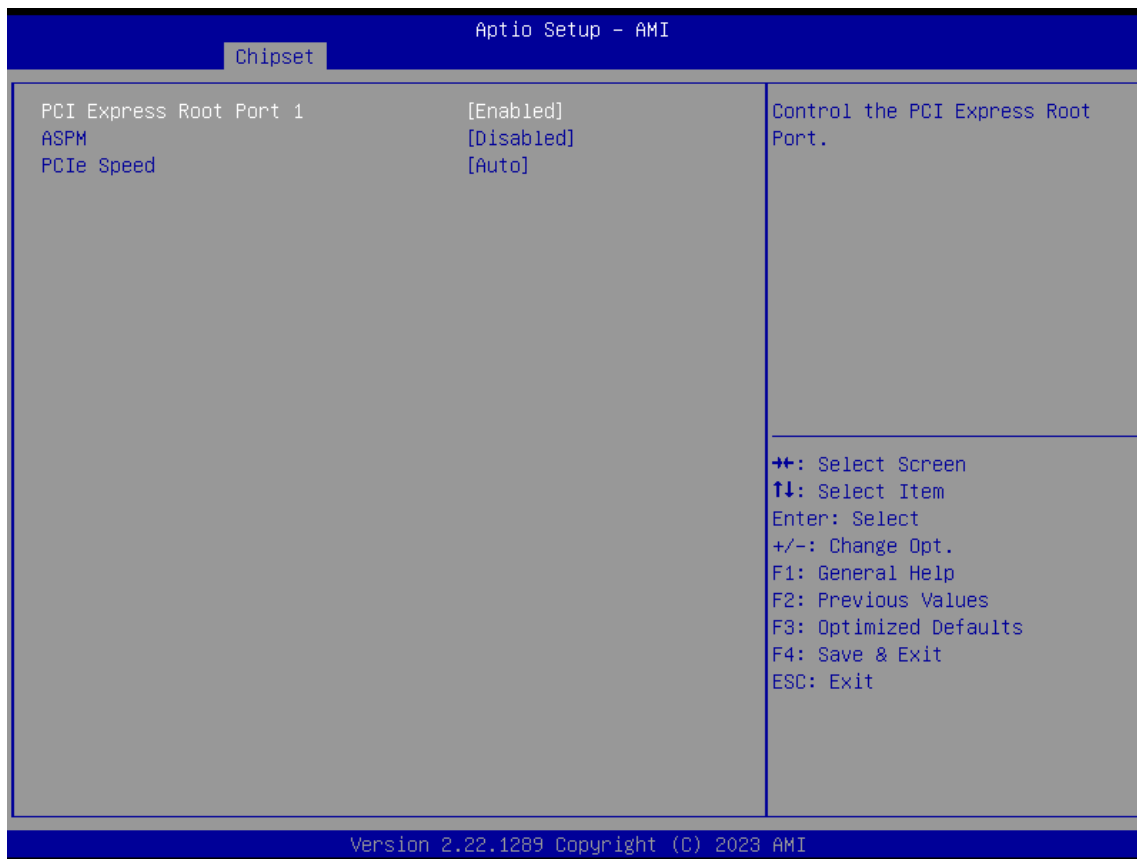 Aptio Setup – AMI
Chipset
PCI Express Root Port 1 [Enabled]
ASPM [Disabled]
PCIe Speed [Auto]
Control the PCI Express Root
Port.
→←: Select Screen
↑↓: Select Item
Enter: Select
+/-: Change Opt.
F1: General Help
F2: Previous Values
F3: Optimized Defaults
F4: Save & Exit
ESC: Exit
Version 2.22.1289 Copyright (C) 2023 AMI